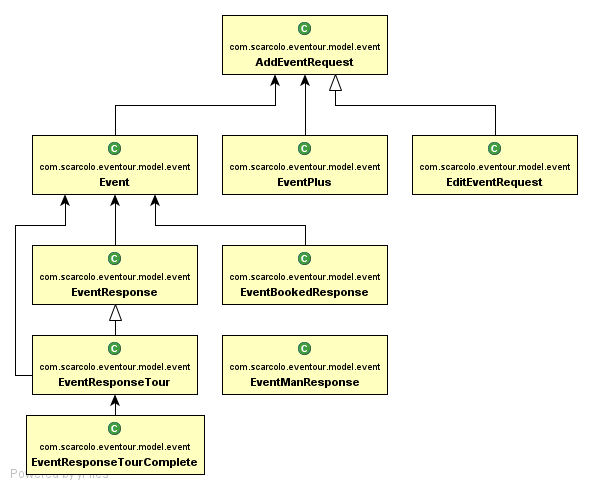 C
com.scarcolo.eventour.model.event
AddEventRequest
C
com.scarcolo.eventour.model.event
Event
C
com.scarcolo.eventour.model.event
EventPlus
C
com.scarcolo.eventour.model.event
EditEventRequest
C
com.scarcolo.eventour.model.event
EventResponse
C
com.scarcolo.eventour.model.event
EventBookedResponse
C
com.scarcolo.eventour.model.event
EventResponseTour
C
com.scarcolo.eventour.model.event
EventManResponse
C
com.scarcolo.eventour.model.event
EventResponseTourComplete
Powered by yFiles